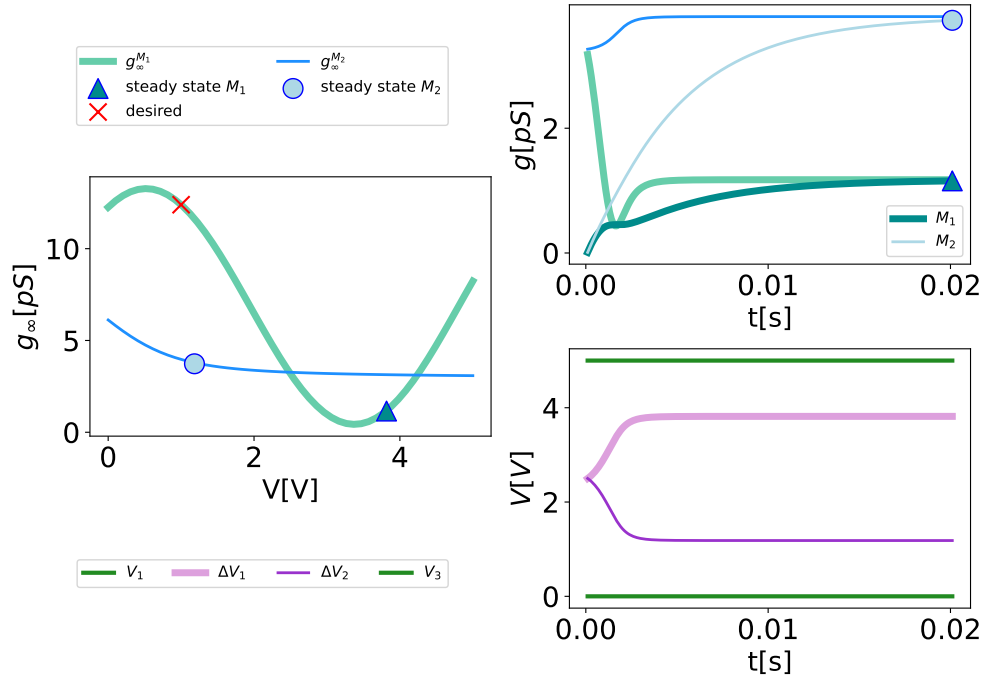 g∞^M1 g∞^M2
steady state M1 steady state M2
desired
g∞[pS]
10
5
0
0 2 4
V[V]
V1 ΔV1 ΔV2 V3
g[pS]
2
0
M1
M2
0.00 0.01 0.02
t[s]
V[V]
4
2
0
0.00 0.01 0.02
t[s]